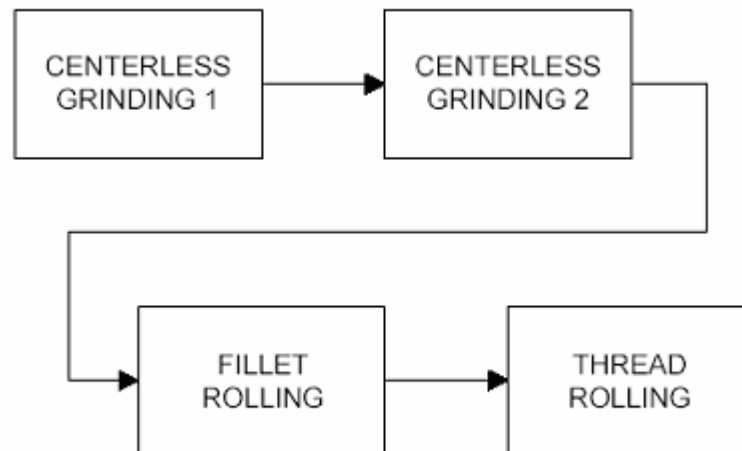 CENTERLESS
GRINDING 1
CENTERLESS
GRINDING 2
FILLET
ROLLING
THREAD
ROLLING